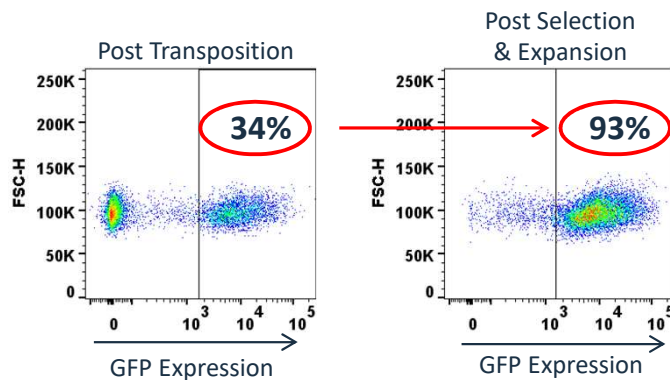 Post Transposition
250K
200K
150K
100K
50K
0
FSC-H
34%
0
10^3
10^4
10^5
GFP Expression
Post Selection
& Expansion
250K
200K
150K
100K
50K
0
FSC-H
93%
0
10^3
10^4
10^5
GFP Expression